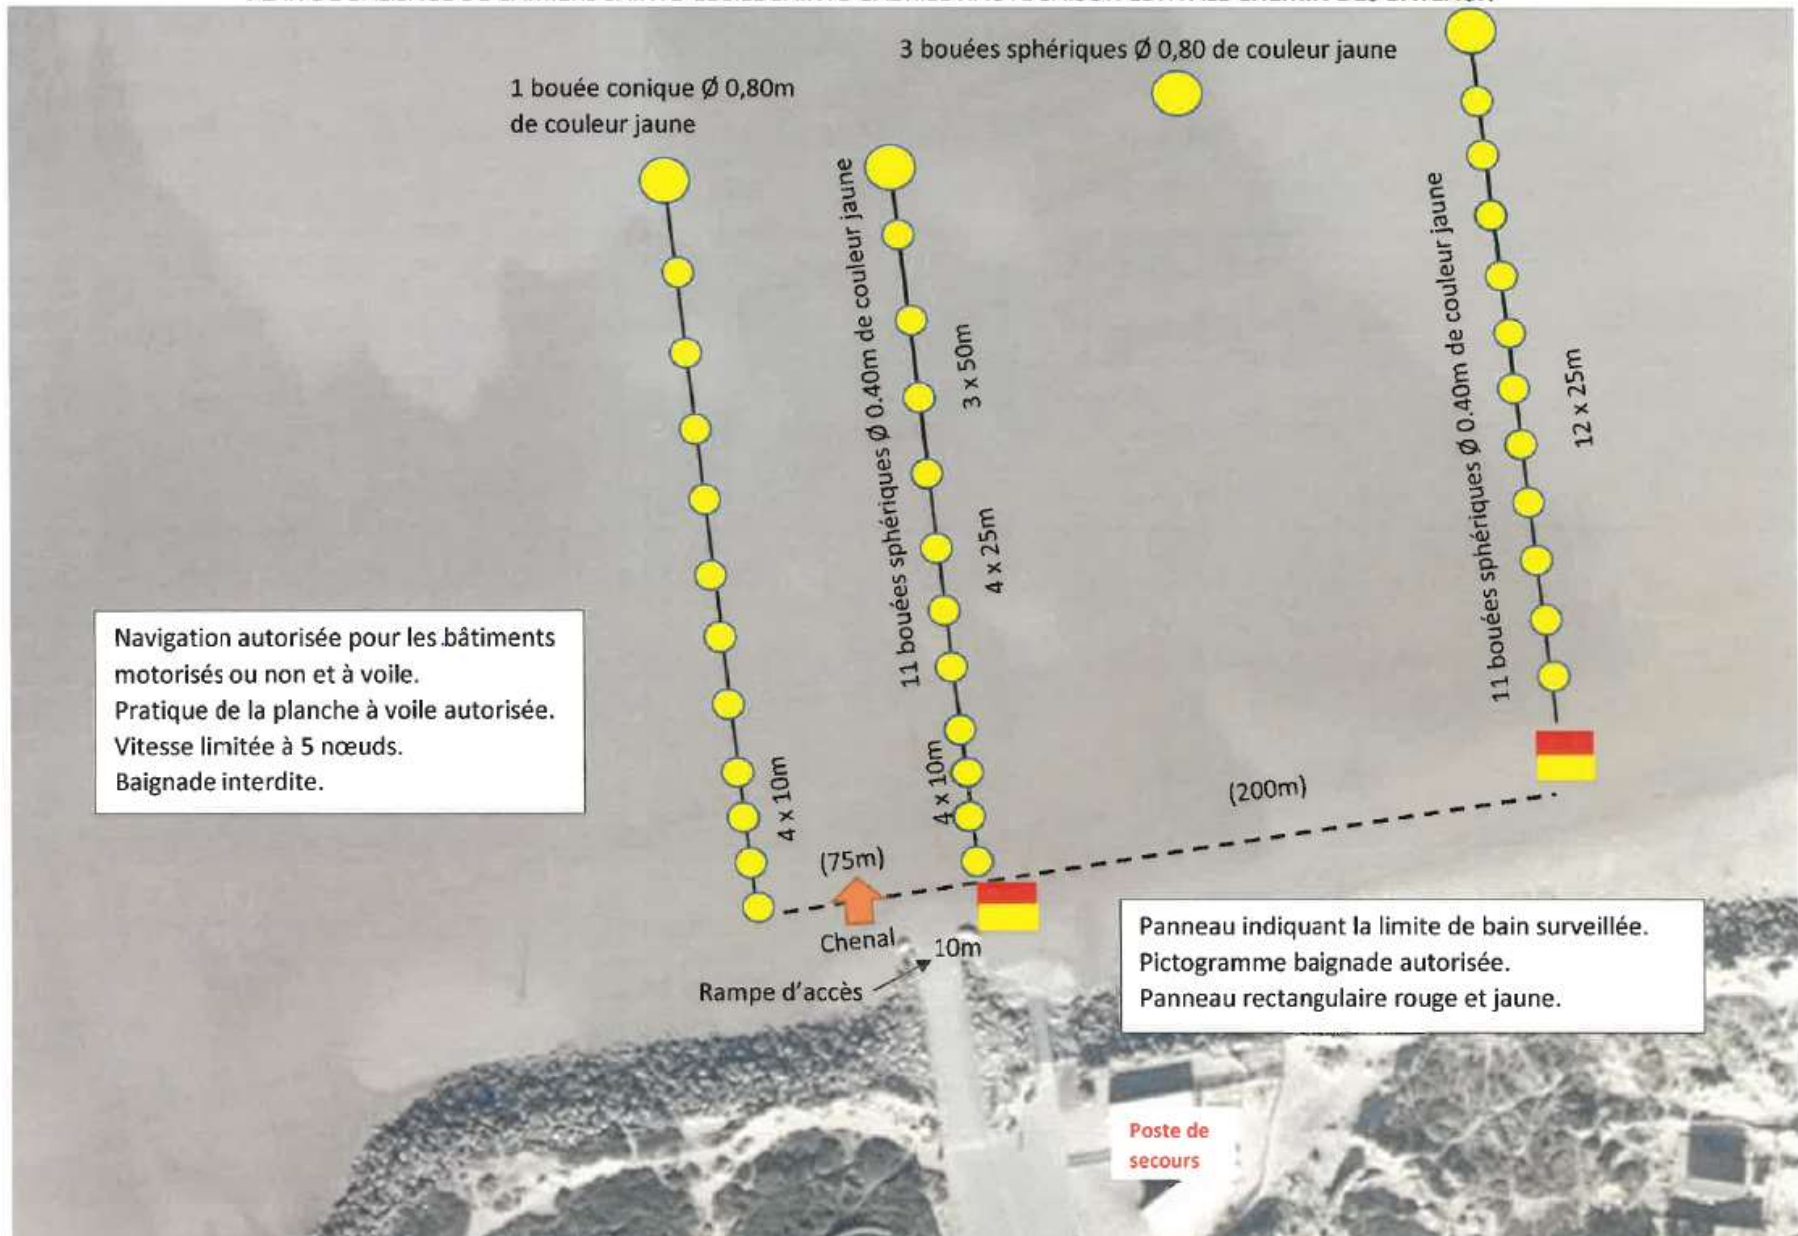 3 bouées sphériques Ø 0,80 de couleur jaune
1 bouée conique Ø 0,80m
de couleur jaune
11 bouées sphériques Ø 0.40m de couleur jaune
3 x 50m
4 x 25m
4 x 10m
11 bouées sphériques Ø 0.40m de couleur jaune
12 x 25m
Navigation autorisée pour les bâtiments
motorisés ou non et à voile.
Pratique de la planche à voile autorisée.
Vitesse limitée à 5 nœuds.
Baignade interdite.
4 x 10m
(75m)
(200m)
Chenal
10m
Rampe d'accès
Panneau indiquant la limite de bain surveillée.
Pictogramme baignade autorisée.
Panneau rectangulaire rouge et jaune.
Poste de
secours